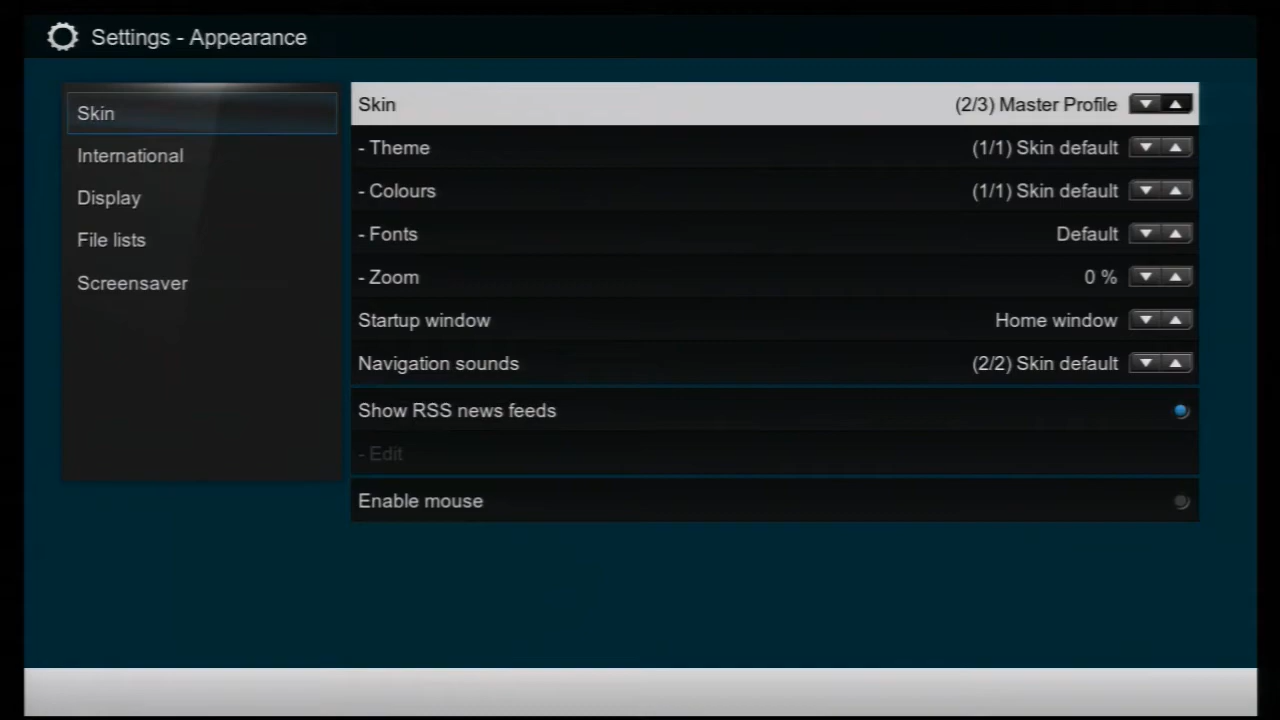 Settings - Appearance
Skin
International
Display
File lists
Screensaver
Skin (2/3) Master Profile
- Theme (1/1) Skin default
- Colours (1/1) Skin default
- Fonts Default
- Zoom 0 %
Startup window Home window
Navigation sounds (2/2) Skin default
Show RSS news feeds
- Edit
Enable mouse